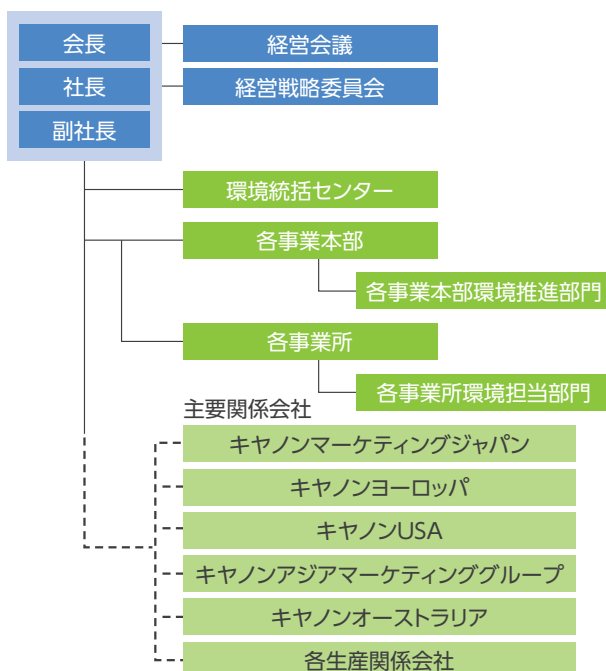 会長
経営会議
社長
経営戦略委員会
副社長
環境統括センター
各事業本部
各事業本部環境推進部門
各事業所
各事業所環境担当部門
主要関係会社
キヤノンマーケティングジャパン
キヤノンヨーロッパ
キヤノンUSA
キヤノンアジアマーケティンググループ
キヤノンオーストラリア
各生産関係会社